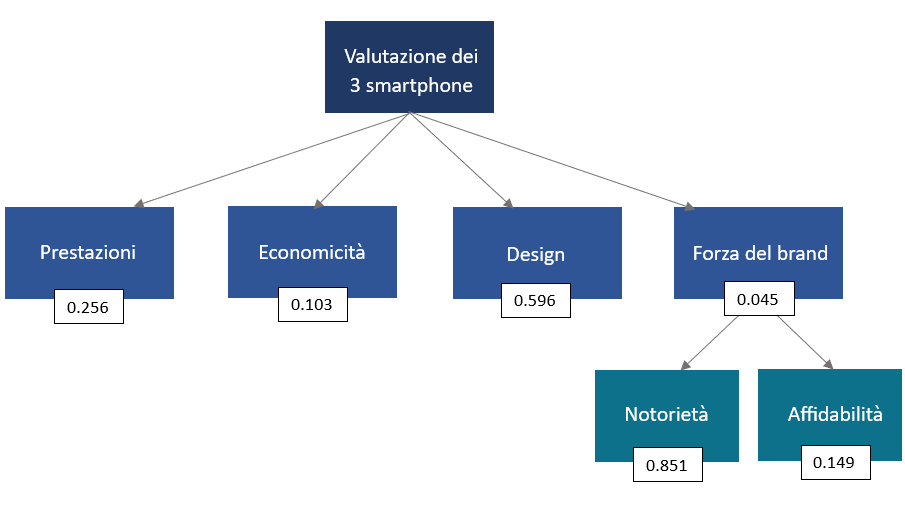 Valutazione dei
3 smartphone
Prestazioni
Economicità
Design
Forza del brand
0.256
0.103
0.596
0.045
Notorietà
Affidabilità
0.851
0.149